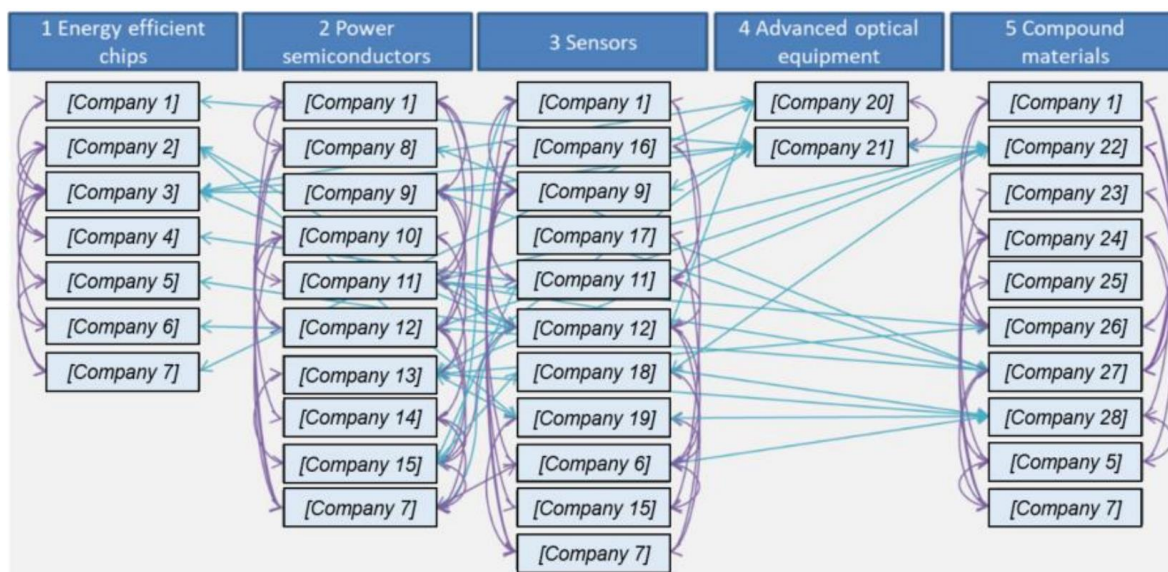 1 Energy efficient
chips
[Company 1]
[Company 2]
[Company 3]
[Company 4]
[Company 5]
[Company 6]
[Company 7]
2 Power
semiconductors
[Company 1]
[Company 8]
[Company 9]
[Company 10]
[Company 11]
[Company 12]
[Company 13]
[Company 14]
[Company 15]
[Company 7]
3 Sensors
[Company 1]
[Company 16]
[Company 9]
[Company 17]
[Company 11]
[Company 12]
[Company 18]
[Company 19]
[Company 6]
[Company 15]
[Company 7]
4 Advanced optical
equipment
[Company 20]
[Company 21]
5 Compound
materials
[Company 1]
[Company 22]
[Company 23]
[Company 24]
[Company 25]
[Company 26]
[Company 27]
[Company 28]
[Company 5]
[Company 7]